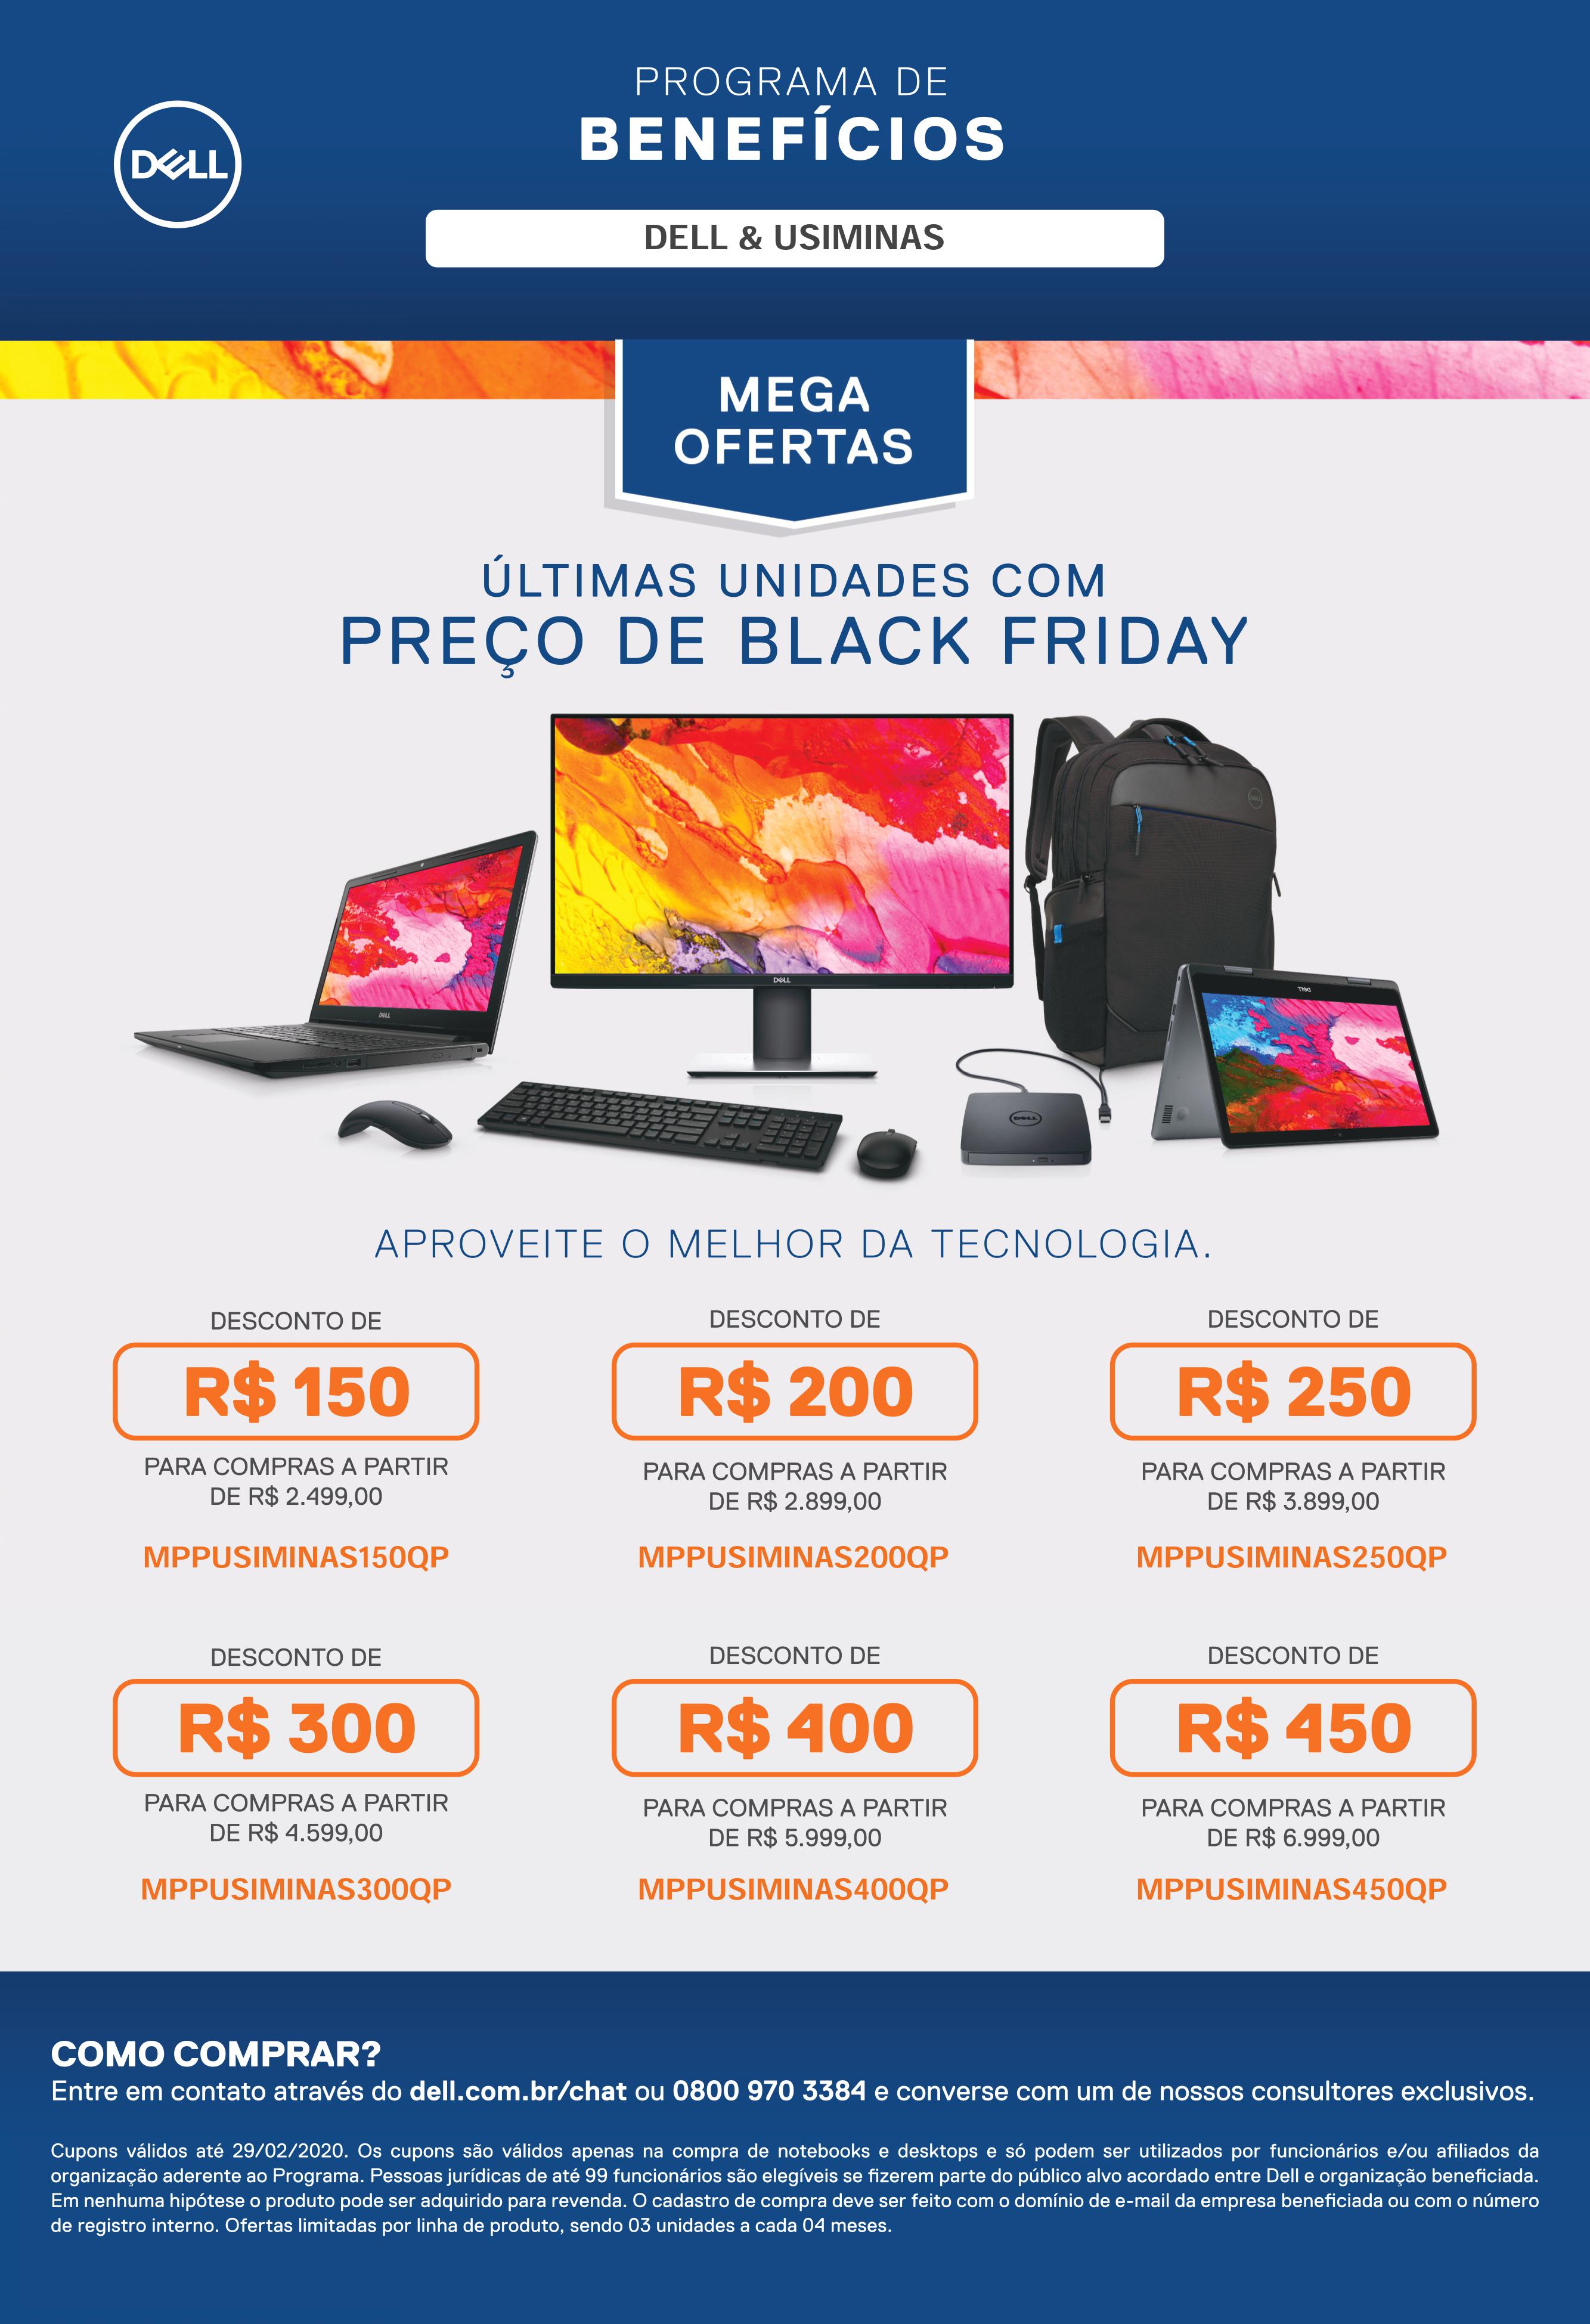 DELL
PROGRAMA DE
BENEFÍCIOS
DELL & USIMINAS
MEGA
OFERTAS
ÚLTIMAS UNIDADES COM
PREÇO DE BLACK FRIDAY
DELL
DELL
DELL
DELL
DELL
APROVEITE O MELHOR DA TECNOLOGIA.
DESCONTO DE
R$ 150
PARA COMPRAS A PARTIR
DE R$ 2.499,00
MPPUSIMINAS150QP
DESCONTO DE
R$ 200
PARA COMPRAS A PARTIR
DE R$ 2.899,00
MPPUSIMINAS200QP
DESCONTO DE
R$ 250
PARA COMPRAS A PARTIR
DE R$ 3.899,00
MPPUSIMINAS250QP
DESCONTO DE
R$ 300
PARA COMPRAS A PARTIR
DE R$ 4.599,00
MPPUSIMINAS300QP
DESCONTO DE
R$ 400
PARA COMPRAS A PARTIR
DE R$ 5.999,00
MPPUSIMINAS400QP
DESCONTO DE
R$ 450
PARA COMPRAS A PARTIR
DE R$ 6.999,00
MPPUSIMINAS450QP
COMO COMPRAR?
Entre em contato através do dell.com.br/chat ou 0800 970 3384 e converse com um de nossos consultores exclusivos.
Cupons válidos até 29/02/2020. Os cupons são válidos apenas na compra de notebooks e desktops e só podem ser utilizados por funcionários e/ou afiliados da
organização aderente ao Programa. Pessoas jurídicas de até 99 funcionários são elegíveis se fizerem parte do público alvo acordado entre Dell e organização beneficiada.
Em nenhuma hipótese o produto pode ser adquirido para revenda. O cadastro de compra deve ser feito com o domínio de e-mail da empresa beneficiada ou com o número
de registro interno. Ofertas limitadas por linha de produto, sendo 03 unidades a cada 04 meses.